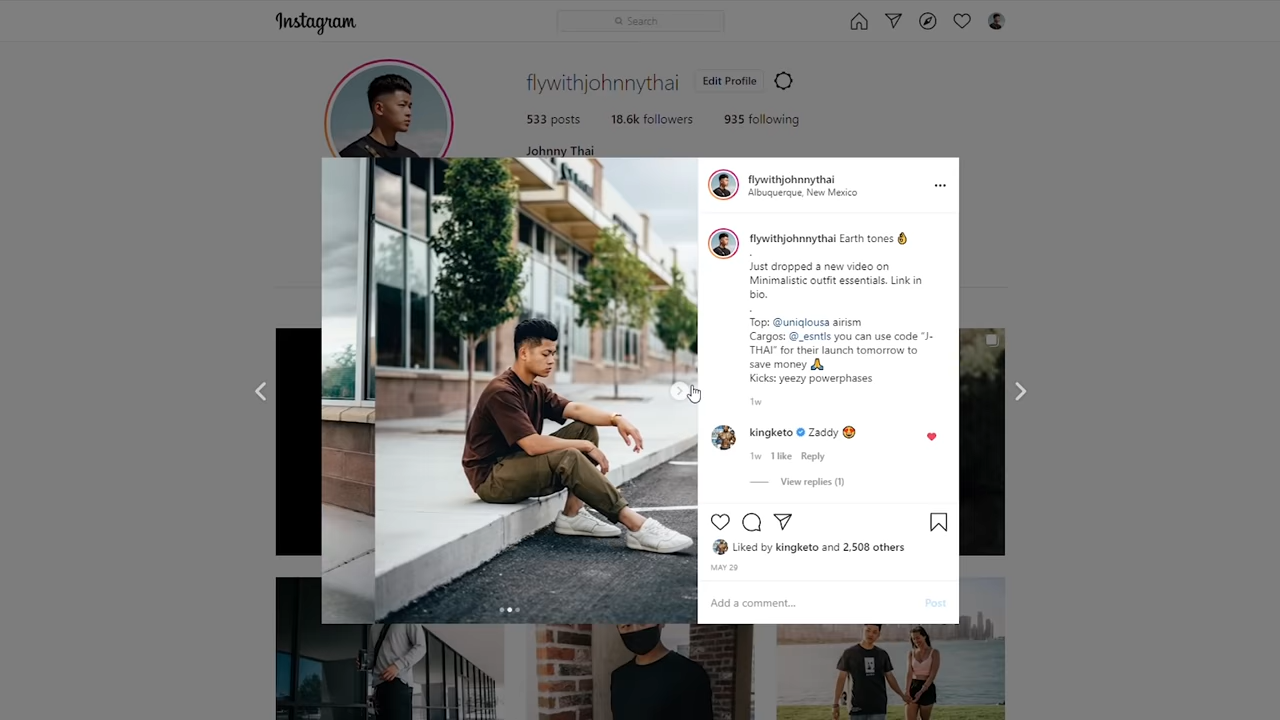 Instagram
Search
flywithjohnnythai Edit Profile
533 posts 18.6k followers 935 following
Johnny Thai
flywithjohnnythai
Albuquerque, New Mexico
flywithjohnnythai Earth tones 👌
.
Just dropped a new video on
Minimalistic outfit essentials. Link in
bio.
.
Top: @uniqlousa airism
Cargos: @_esntls you can use code "J-
THAI" for their launch tomorrow to
save money 🙏
Kicks: yeezy powerphases
1w
kingketo Zaddy 😍
1w 1 like Reply
View replies (1)
Liked by kingketo and 2,508 others
MAY 29
Add a comment... Post